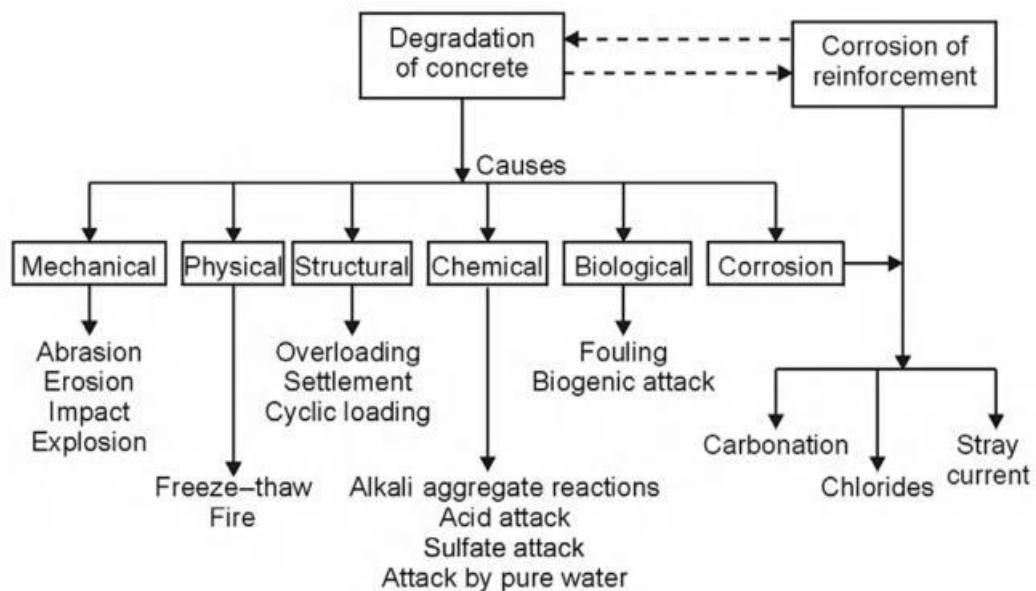 Degradation
of concrete
Corrosion of
reinforcement
Causes
Mechanical
Physical
Structural
Chemical
Biological
Corrosion
Abrasion
Erosion
Impact
Explosion
Freeze–thaw
Fire
Overloading
Settlement
Cyclic loading
Alkali aggregate reactions
Acid attack
Sulfate attack
Attack by pure water
Fouling
Biogenic attack
Carbonation
Chlorides
Stray
current